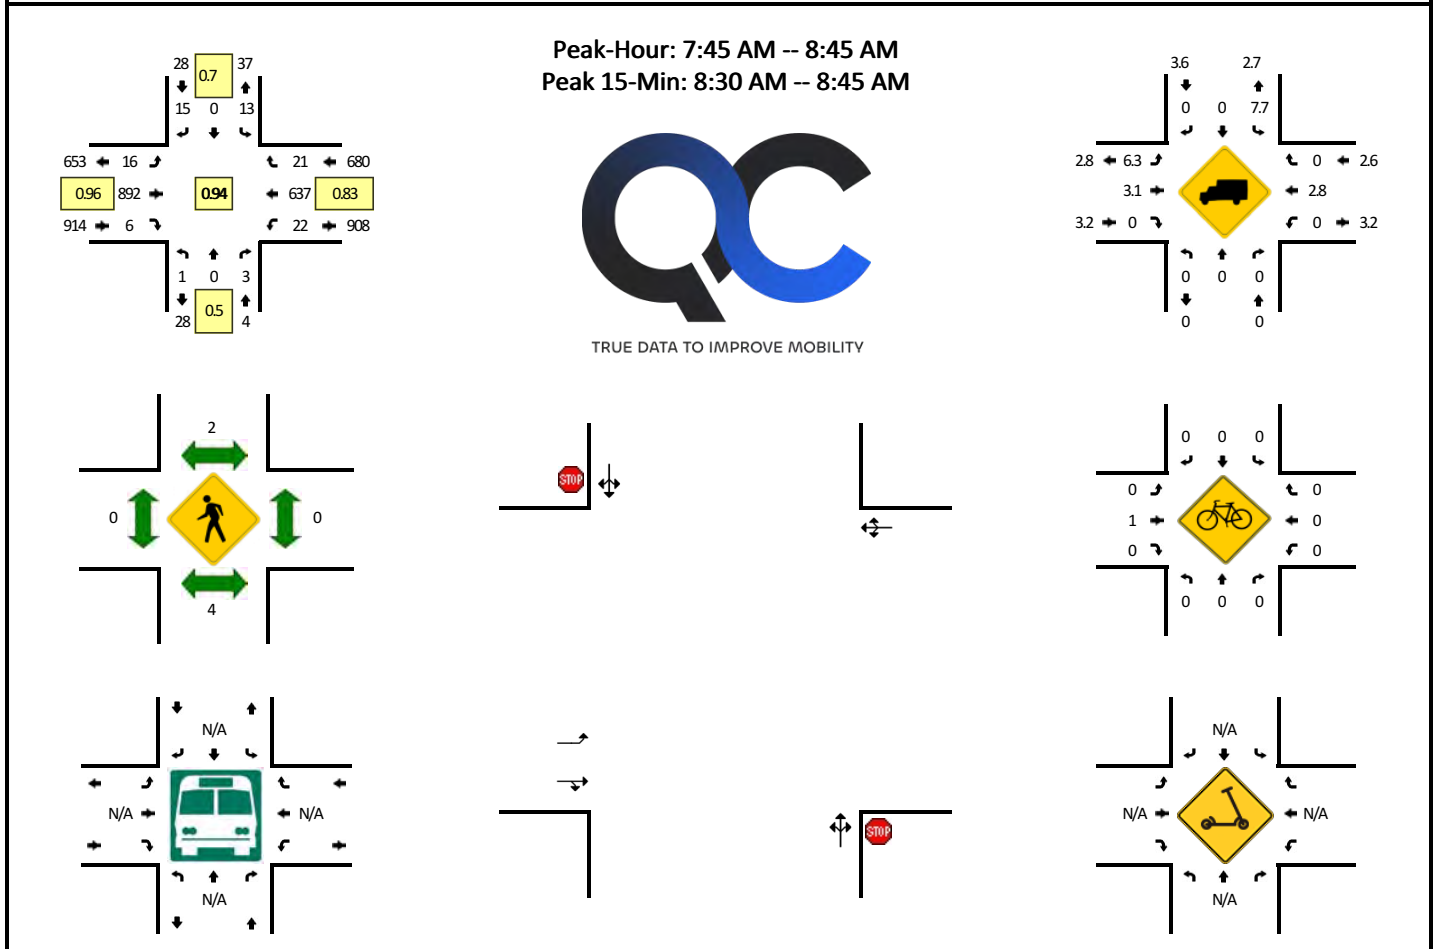 Peak-Hour: 7:45 AM -- 8:45 AM
Peak 15-Min: 8:30 AM -- 8:45 AM
28 0.7 37
15 0 13
653 16 21 680
0.96 892 0.94 637 0.83
914 6 22 908
1 0 3
28 0.5 4
TRUE DATA TO IMPROVE MOBILITY
3.6 2.7
0 0 7.7
2.8 6.3 0 2.6
3.1 2.8
3.2 0 0 3.2
0 0 0
0 0
2
0 0
4
STOP
STOP
0 0 0
0 0
1 0
0 0
0 0 0
N/A
N/A N/A
N/A
N/A
N/A N/A
N/A